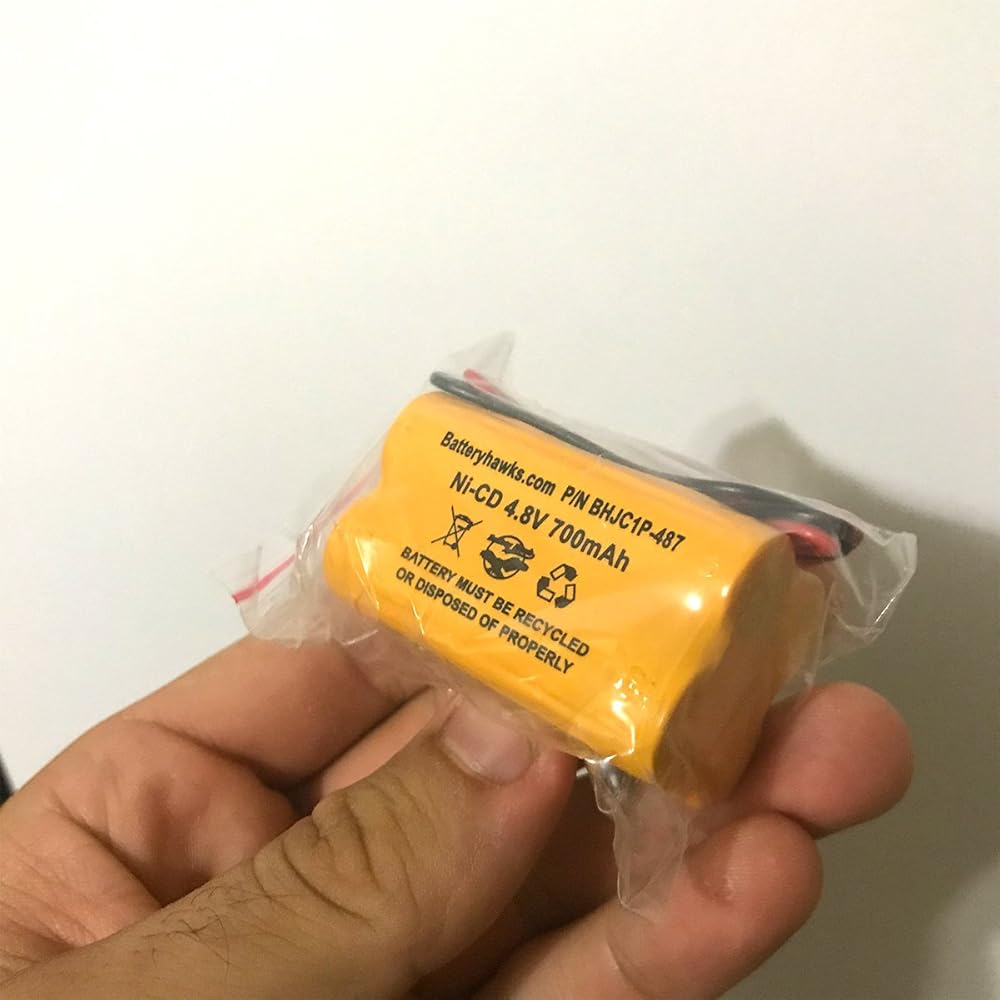 Batteryhawks.com P/N BHJC1P-487
Ni-CD 4.8V 700mAh
BATTERY MUST BE RECYCLED
OR DISPOSED OF PROPERLY